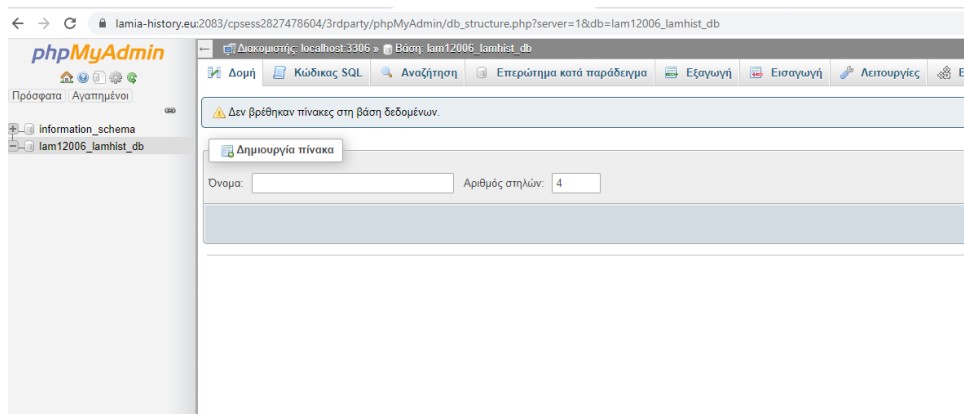 lamia-history.eu:2083/cpsess2827478604/3rdparty/phpMyAdmin/db_structure.php?server=1&db=lam12006_lamhist_db
phpMyAdmin
Πρόσφατα Αγαπημένοι
information_schema
lam12006_lamhist_db
Διακομιστής: localhost:3306 » Βάση: lam12006_lamhist_db
Δομή Κώδικας SQL Αναζήτηση Επερώτημα κατά παράδειγμα Εξαγωγή Εισαγωγή Λειτουργίες
Δεν βρέθηκαν πίνακες στη βάση δεδομένων.
Δημιουργία πίνακα
Όνομα: Αριθμός στηλών: 4